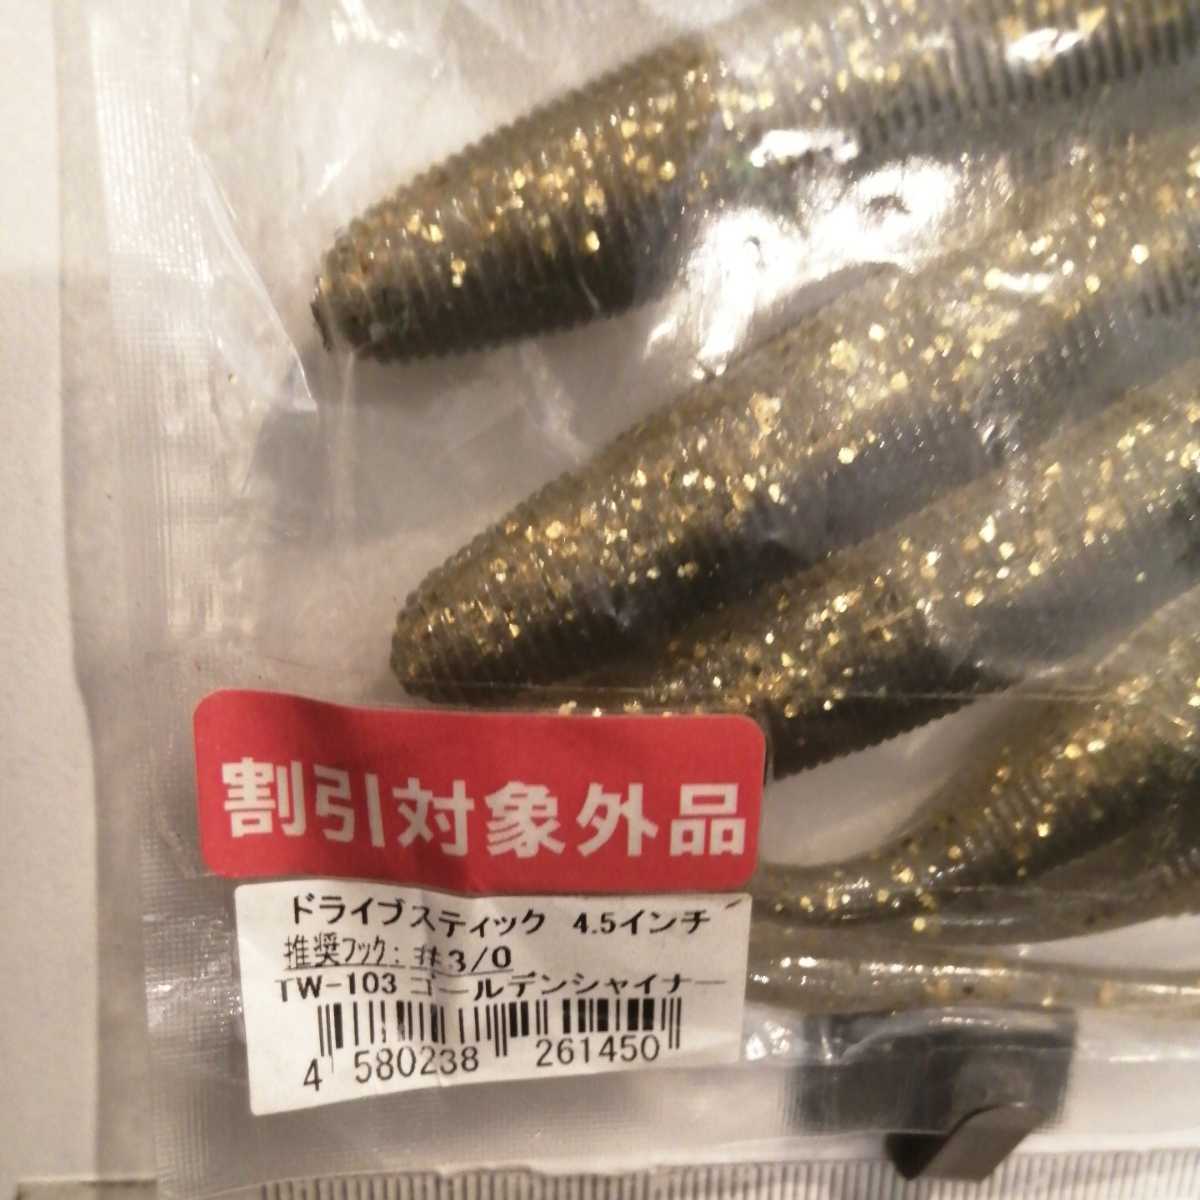 割引対象外品
ドライブスティック 4.5インチ
推奨フック：#3/0
TW-103 ゴールデンシャイナー
4 580238 261450